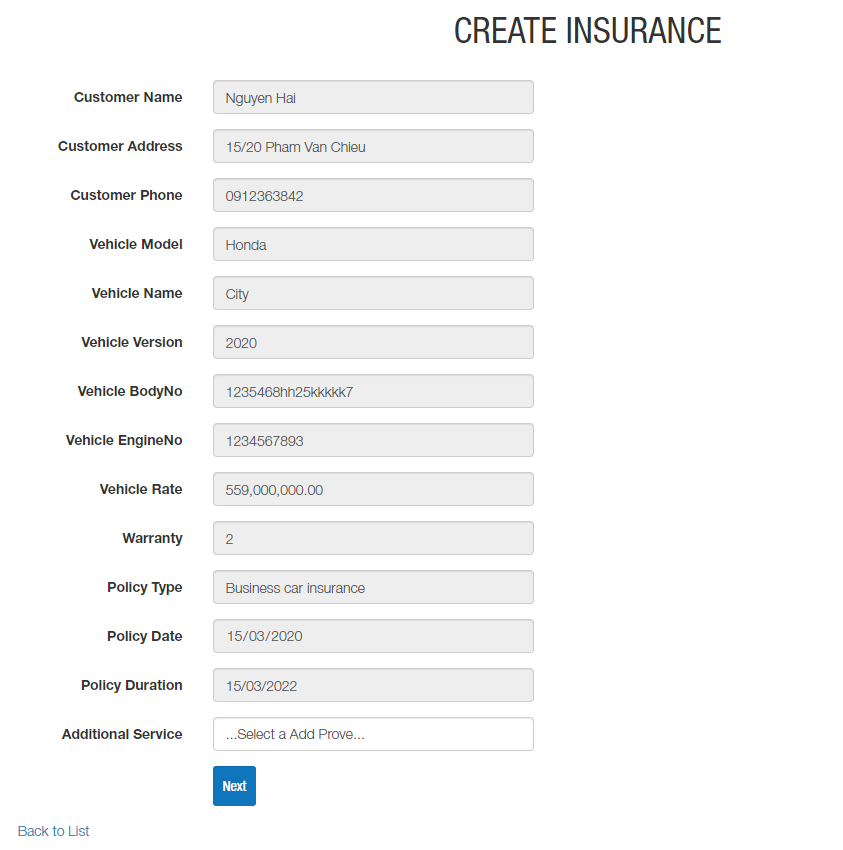 CREATE INSURANCE
Customer Name Nguyen Hai
Customer Address 15/20 Pham Van Chieu
Customer Phone 0912363842
Vehicle Model Honda
Vehicle Name City
Vehicle Version 2020
Vehicle BodyNo 1235468hh25kkkkk7
Vehicle EngineNo 1234567893
Vehicle Rate 559,000,000.00
Warranty 2
Policy Type Business car insurance
Policy Date 15/03/2020
Policy Duration 15/03/2022
Additional Service ...Select a Add Prove...
Next
Back to List